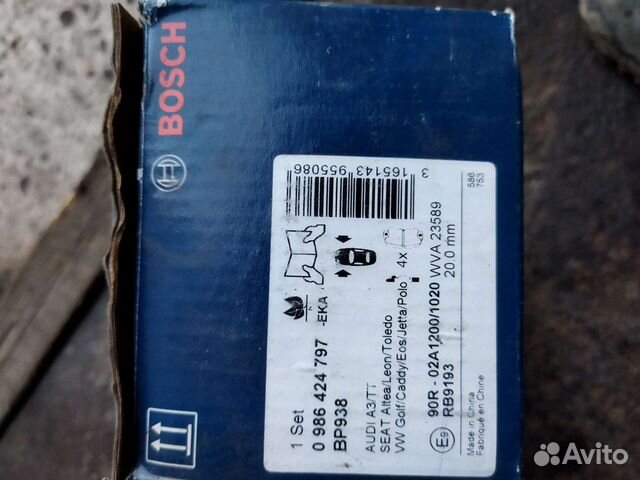 BOSCH
3 165143 955086
586
753
4x
1 Set
0 986 424 797 -EKA
BP938
AUDI A3/TT
SEAT Altea/Leon/Toledo
VW Golf/Caddy/Eos/Jetta/Polo
E9 90R - 02A1200/1020 WVA 23589
RB9193 20.0 mm
Made in China
Fabriqué en Chine
Avito